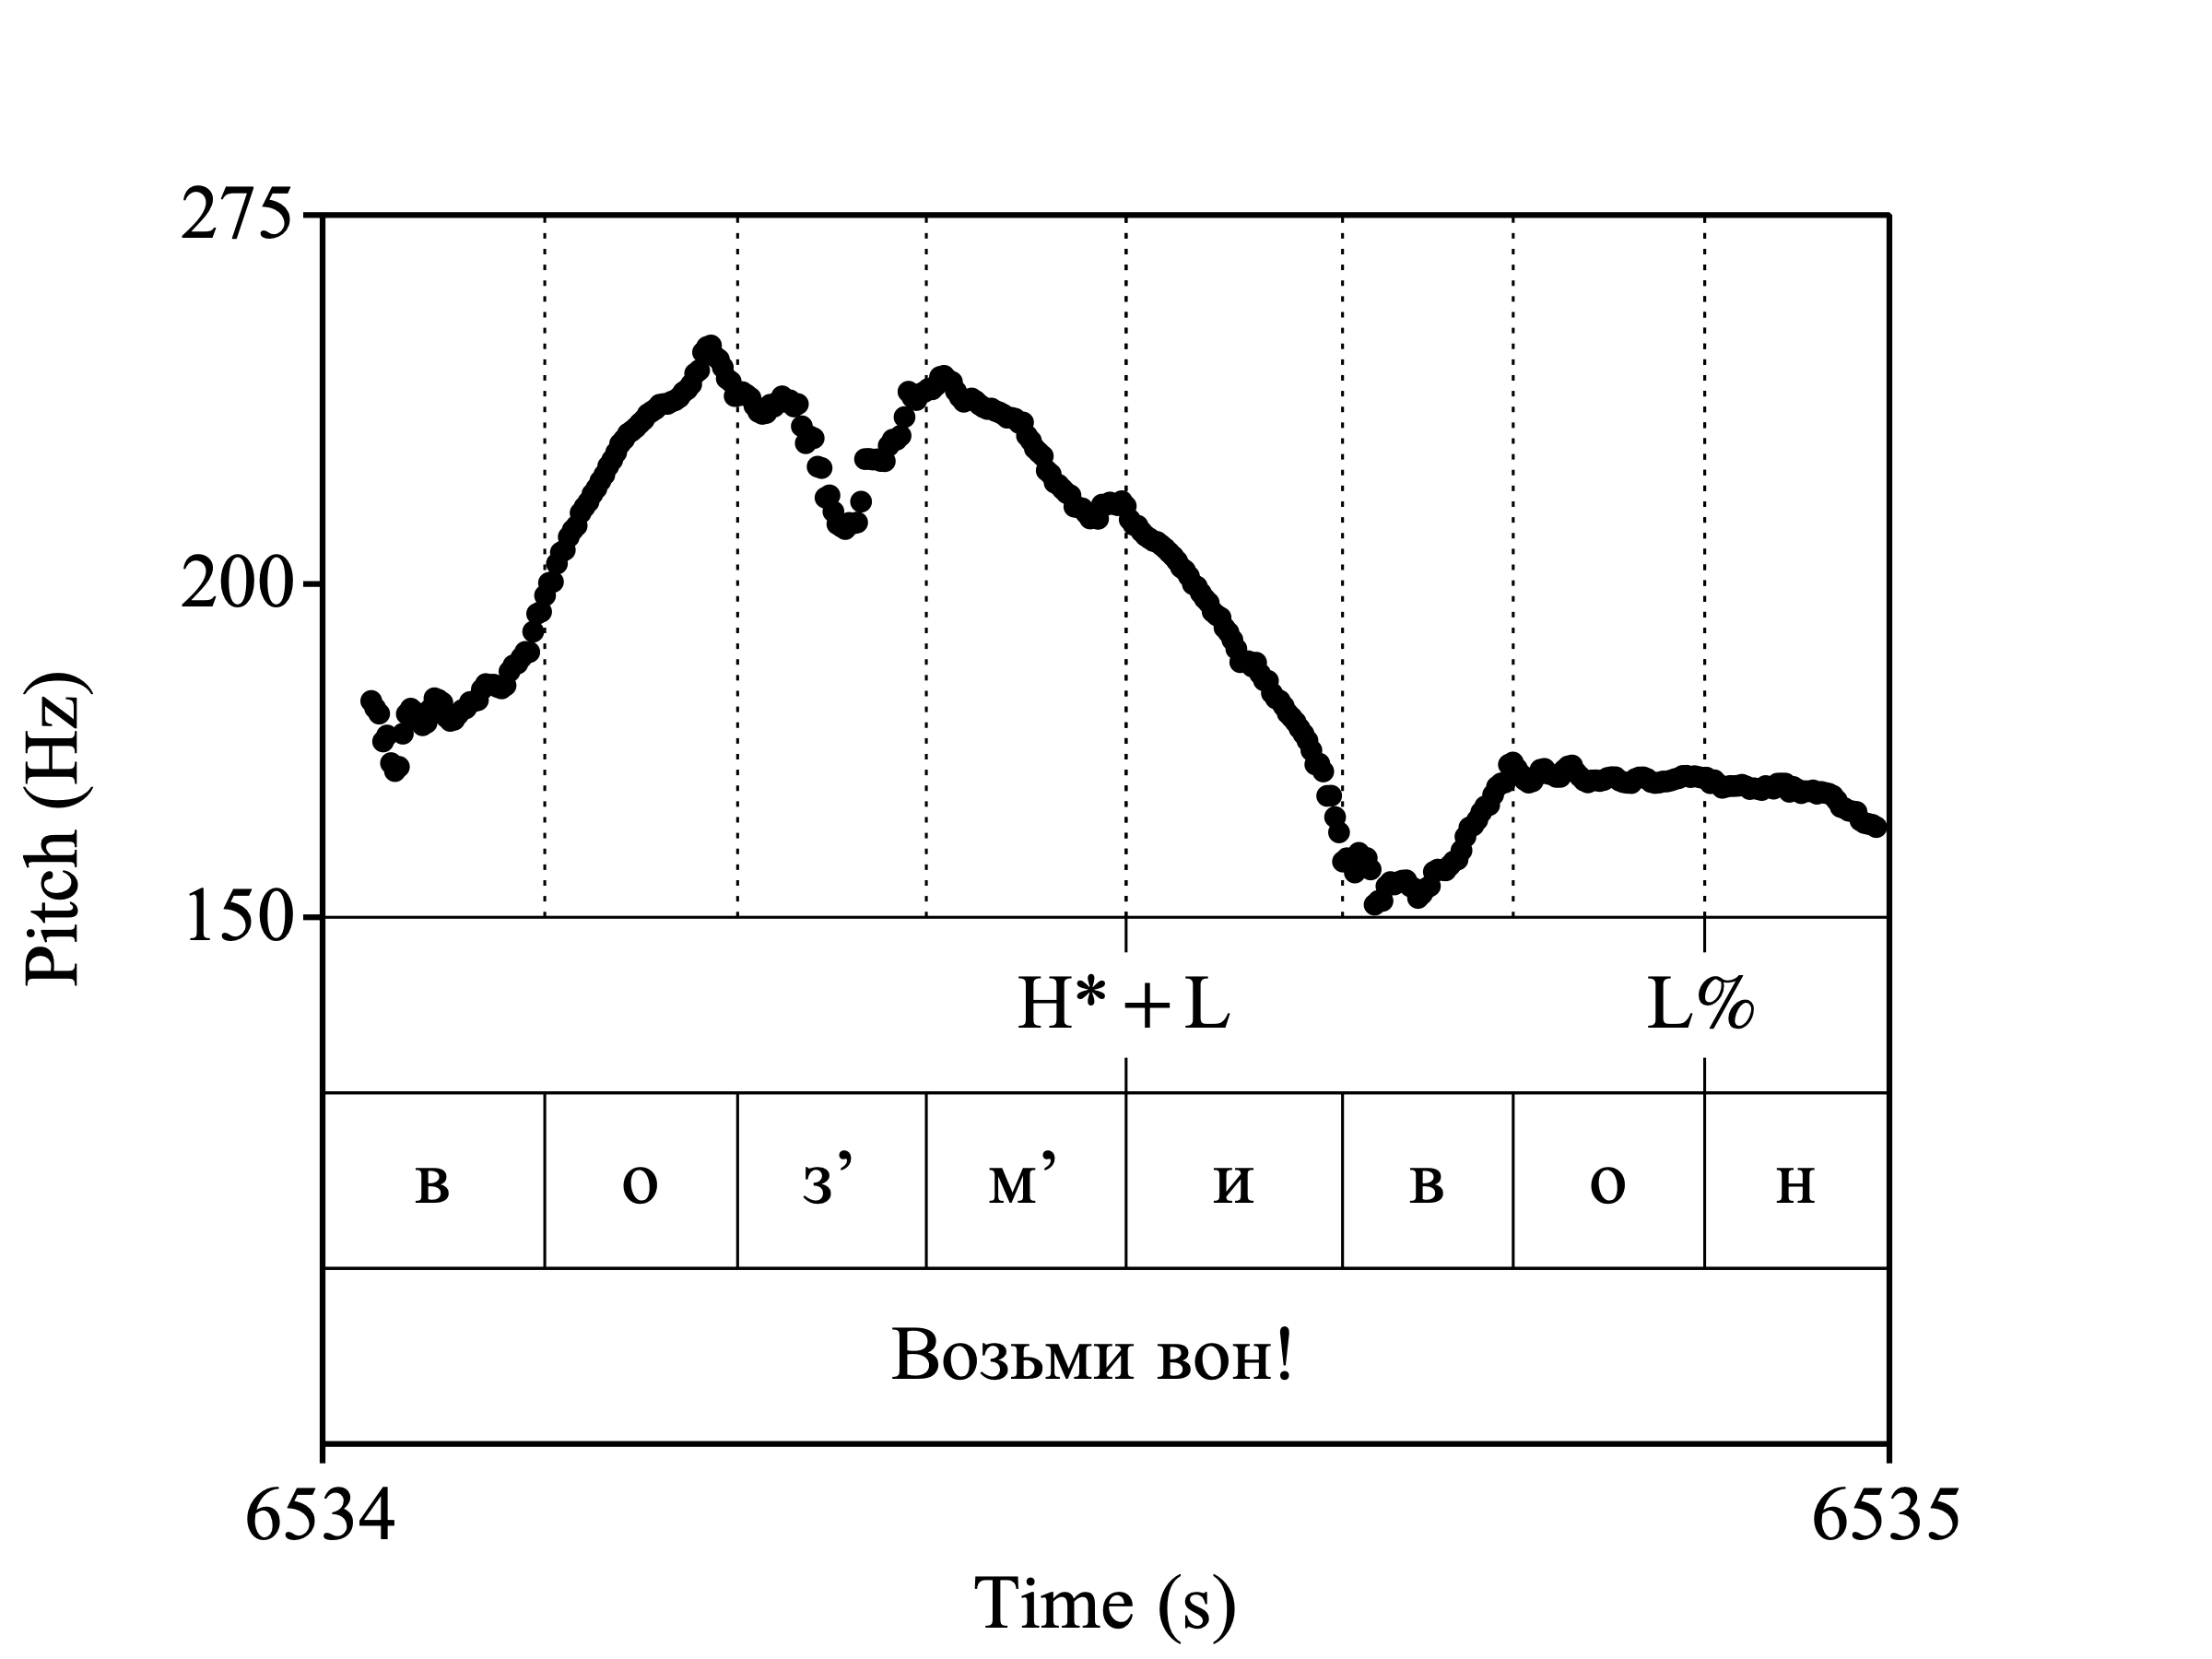 275
200
150
Pitch (Hz)
H*+L L%
в о з’ м’ и в о н
Возьми вон!
6534 6535
Time (s)